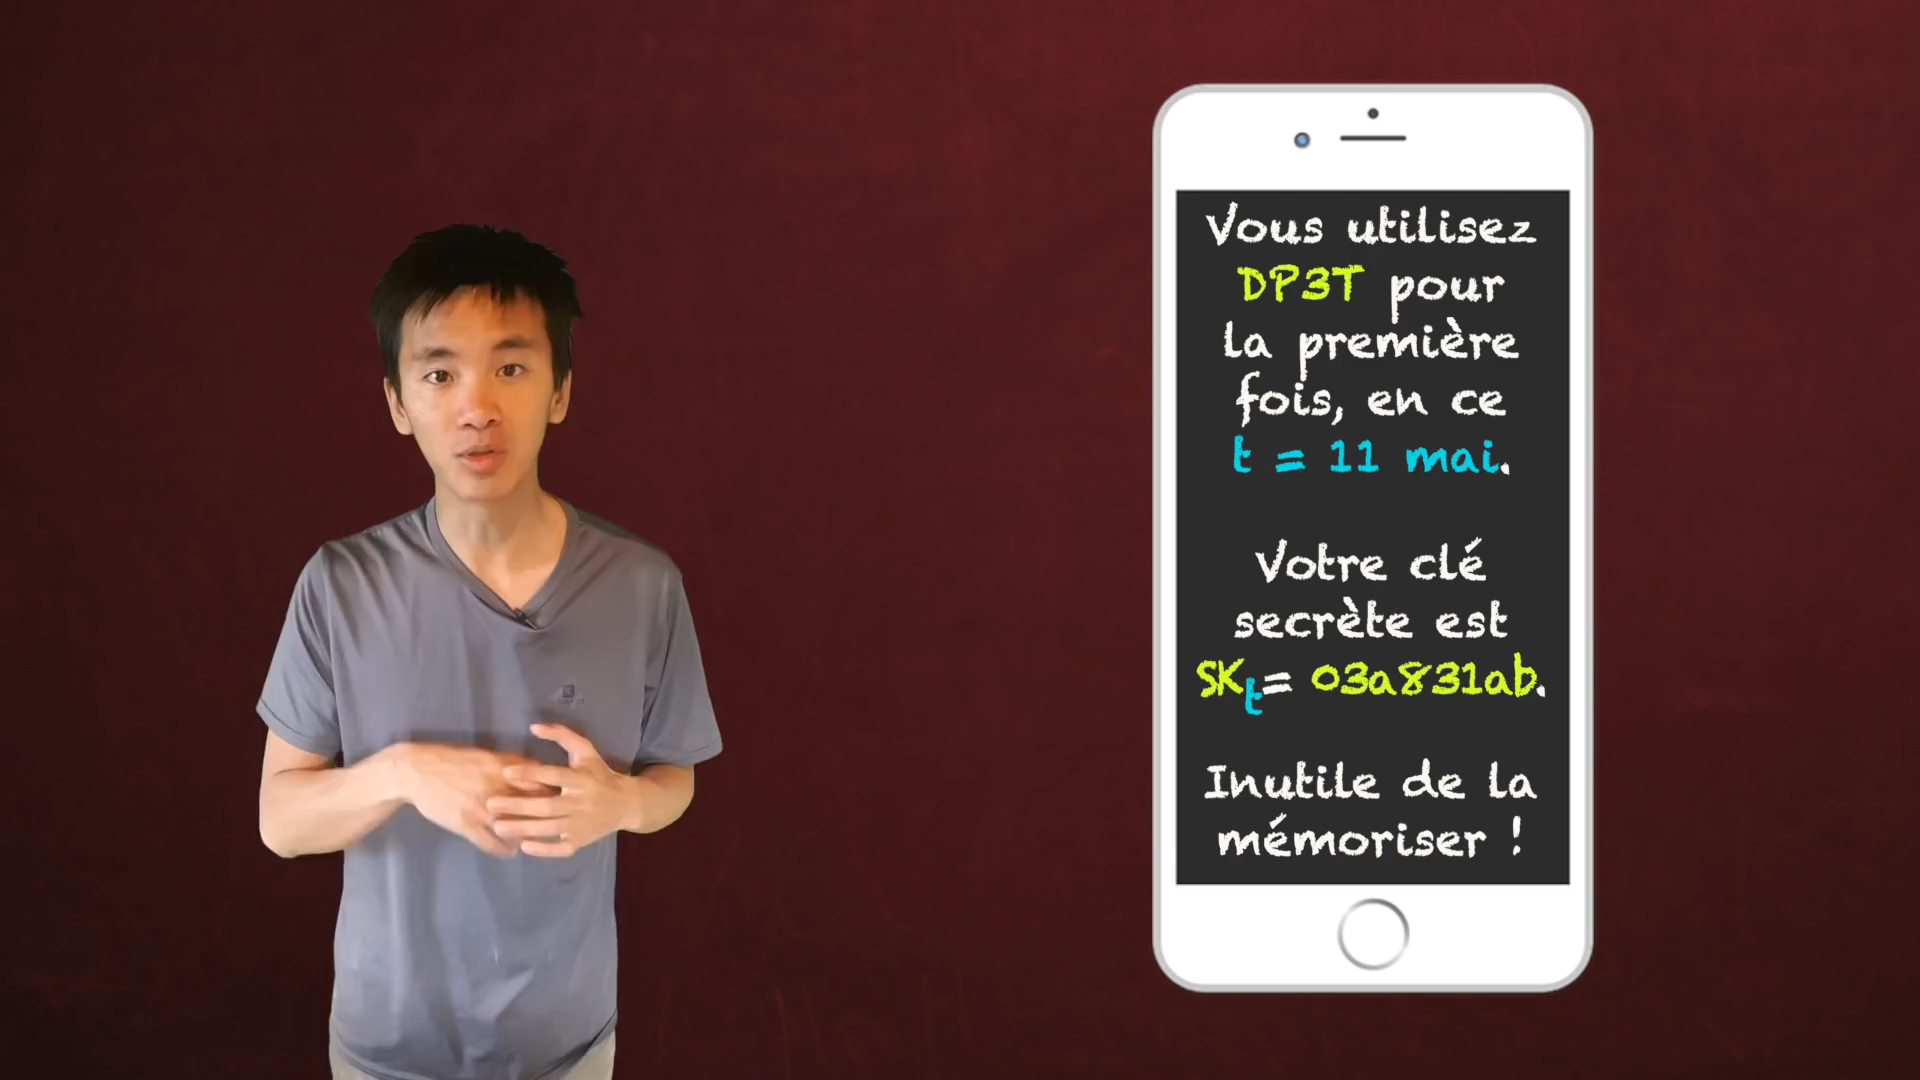 Vous utilisez
DP3T pour
la première
fois, en ce
t = 11 mai.
Votre clé
secrète est
SKt= 03a831ab.
Inutile de la
mémoriser !